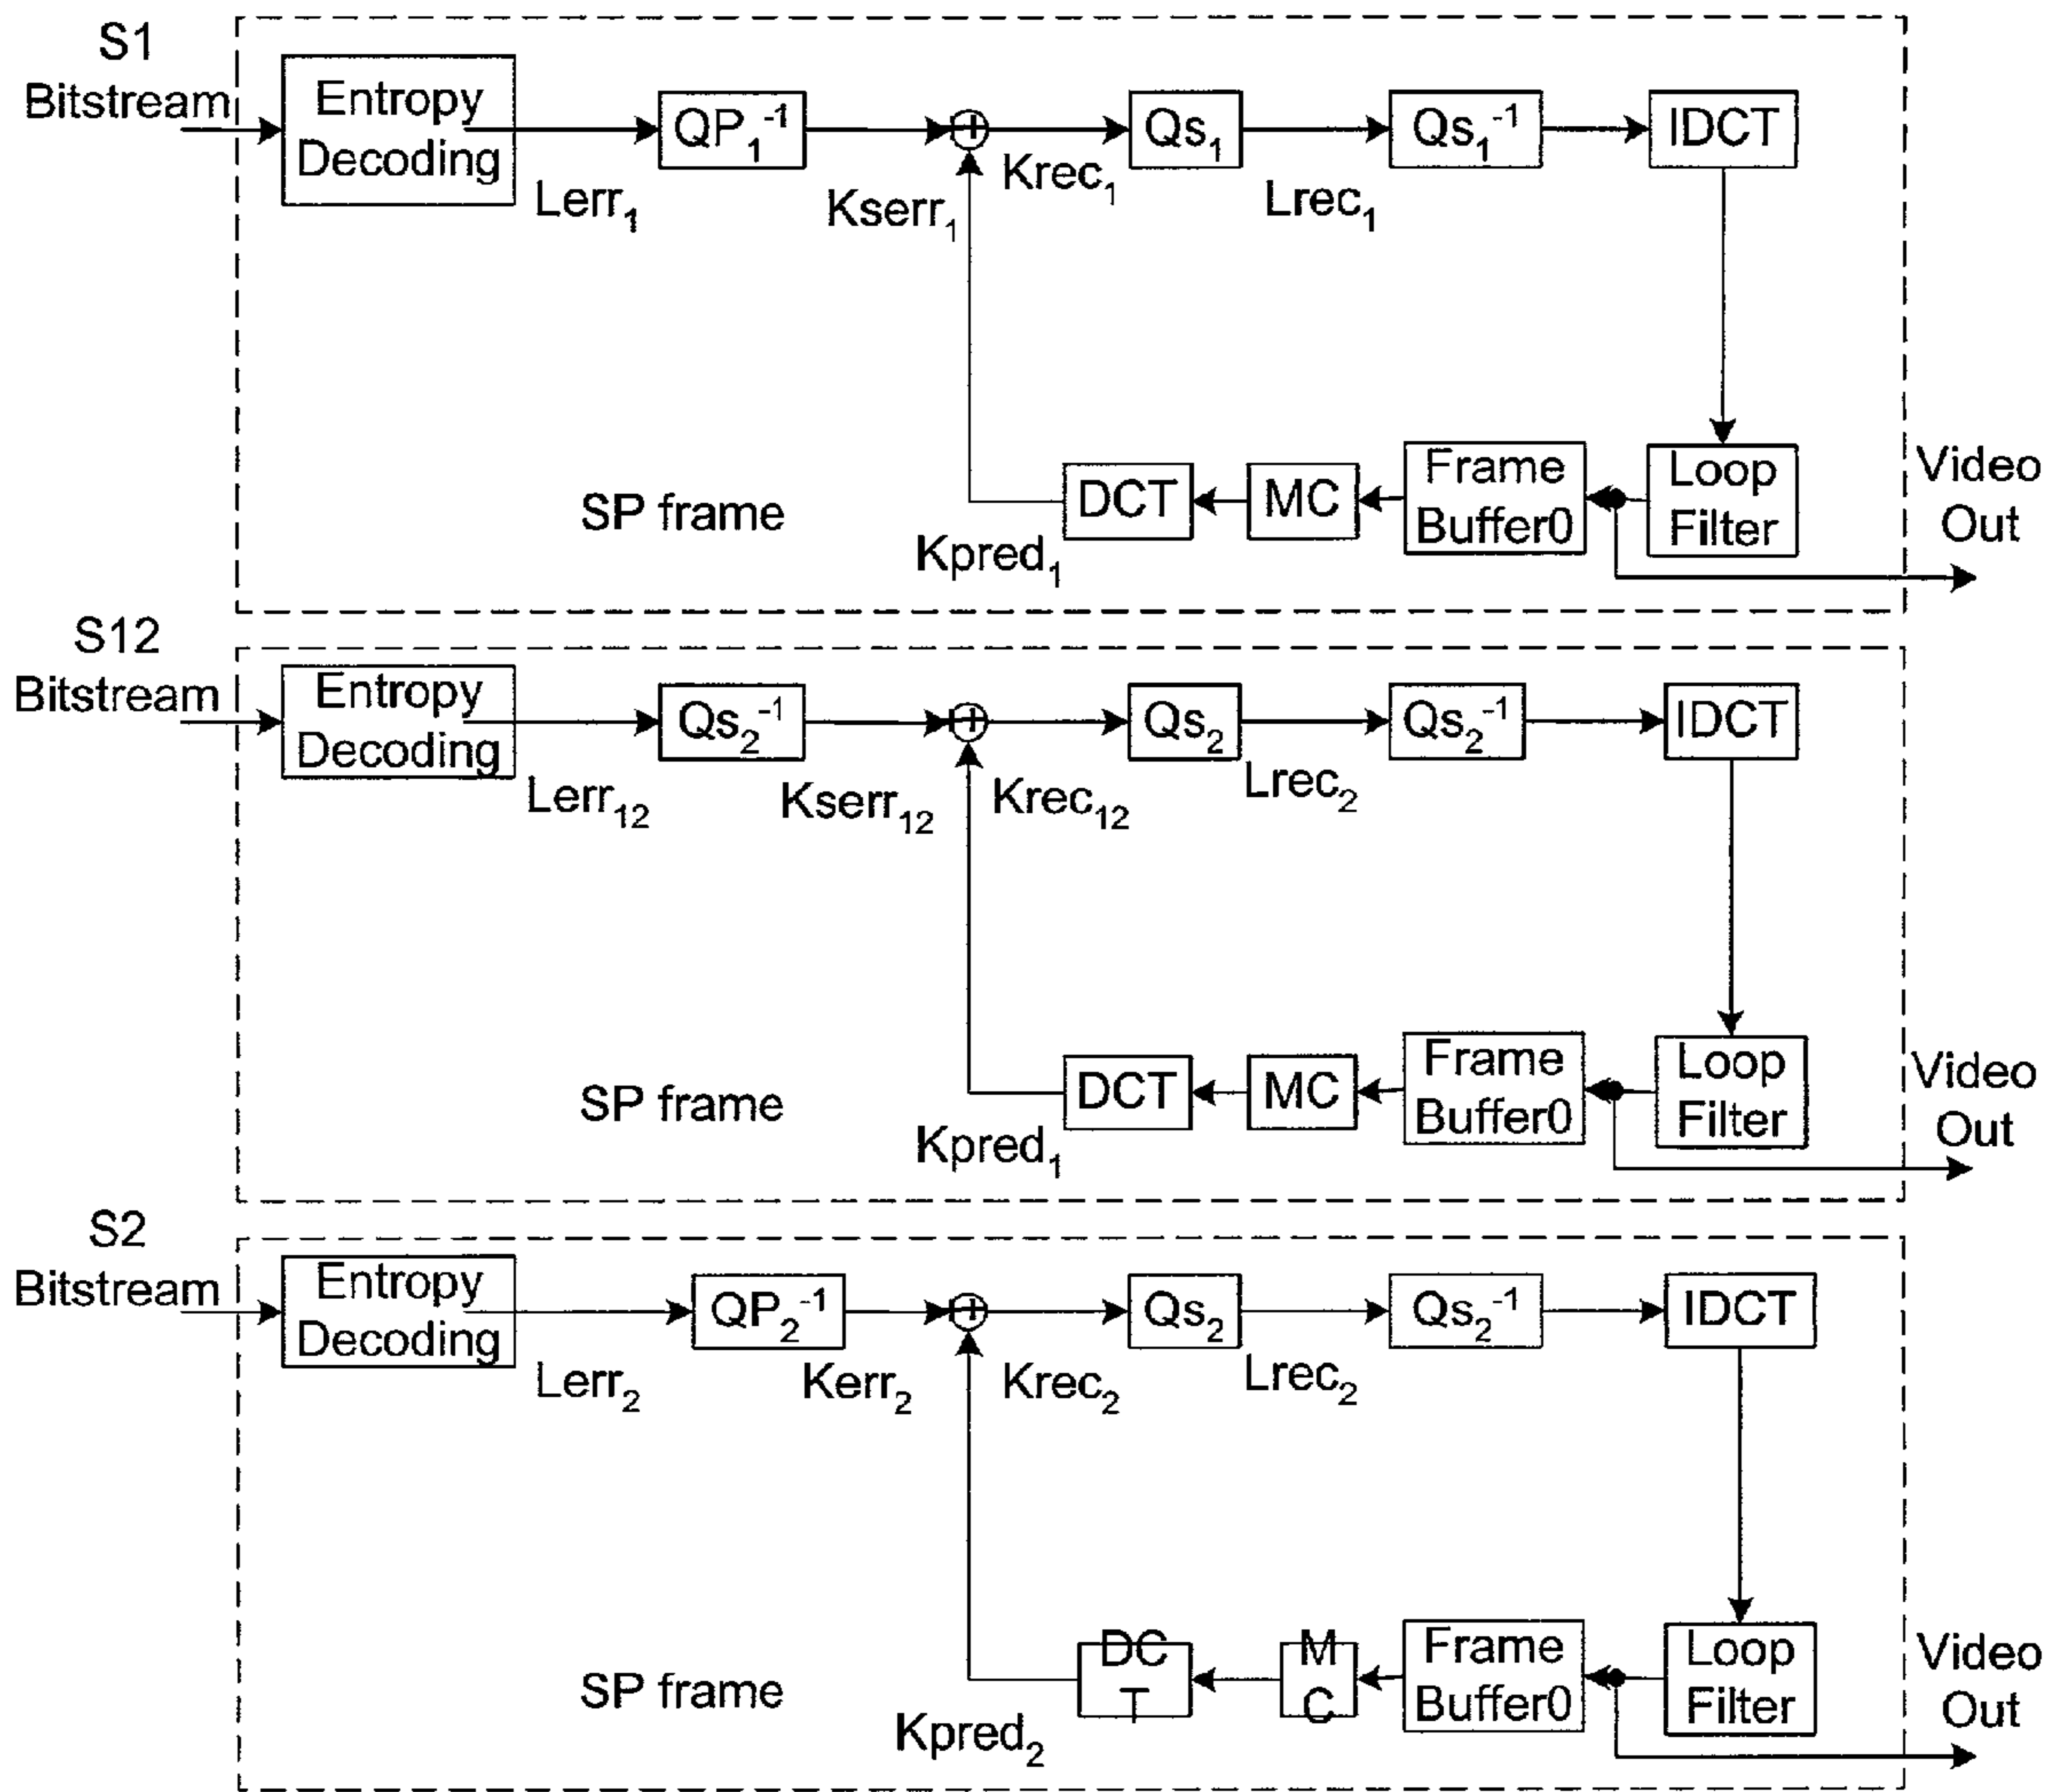 S1
Bitstream
Entropy
Decoding
Lerr₁
QP₁⁻¹
Kserr₁
+
Krec₁
Qs₁
Lrec₁
Qs₁⁻¹
IDCT
SP frame
Kpred₁
DCT
MC
Frame
Buffer0
Loop
Filter
Video
Out
S12
Bitstream
Entropy
Decoding
Lerr₁₂
Qs₂⁻¹
Kserr₁₂
+
Krec₁₂
Qs₂
Lrec₂
Qs₂⁻¹
IDCT
SP frame
Kpred₁
DCT
MC
Frame
Buffer0
Loop
Filter
Video
Out
S2
Bitstream
Entropy
Decoding
Lerr₂
QP₂⁻¹
Kerr₂
+
Krec₂
Qs₂
Lrec₂
Qs₂⁻¹
IDCT
SP frame
Kpred₂
DC
T
M
C
Frame
Buffer0
Loop
Filter
Video
Out